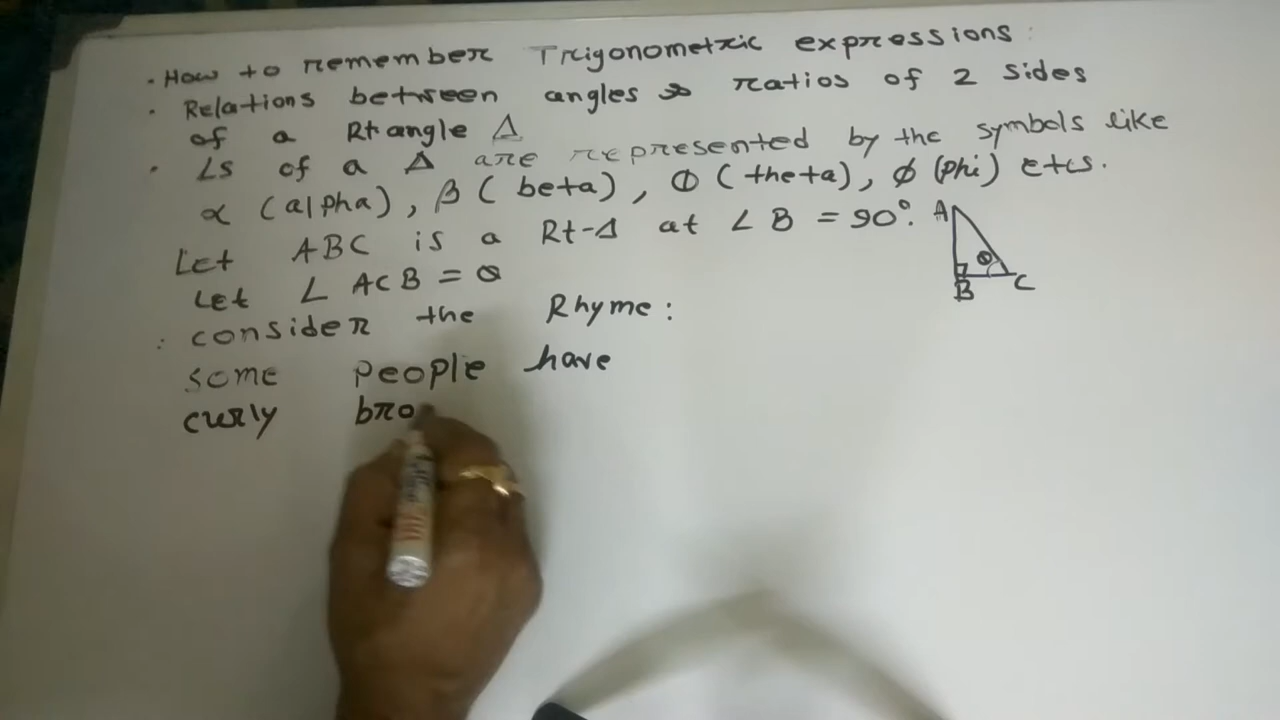 • How to remember Trigonometric expressions:
• Relations between angles & ratios of 2 sides
of a Rt angle Δ
• ∠s of a Δ are represented by the symbols like
α (alpha), β (beta), θ (theta), ϕ (phi) etcs.
Let ABC is a Rt-Δ at ∠B = 90°.
A
θ
B
C
Let ∠ACB = θ
: consider the Rhyme:
some people have
curly bro